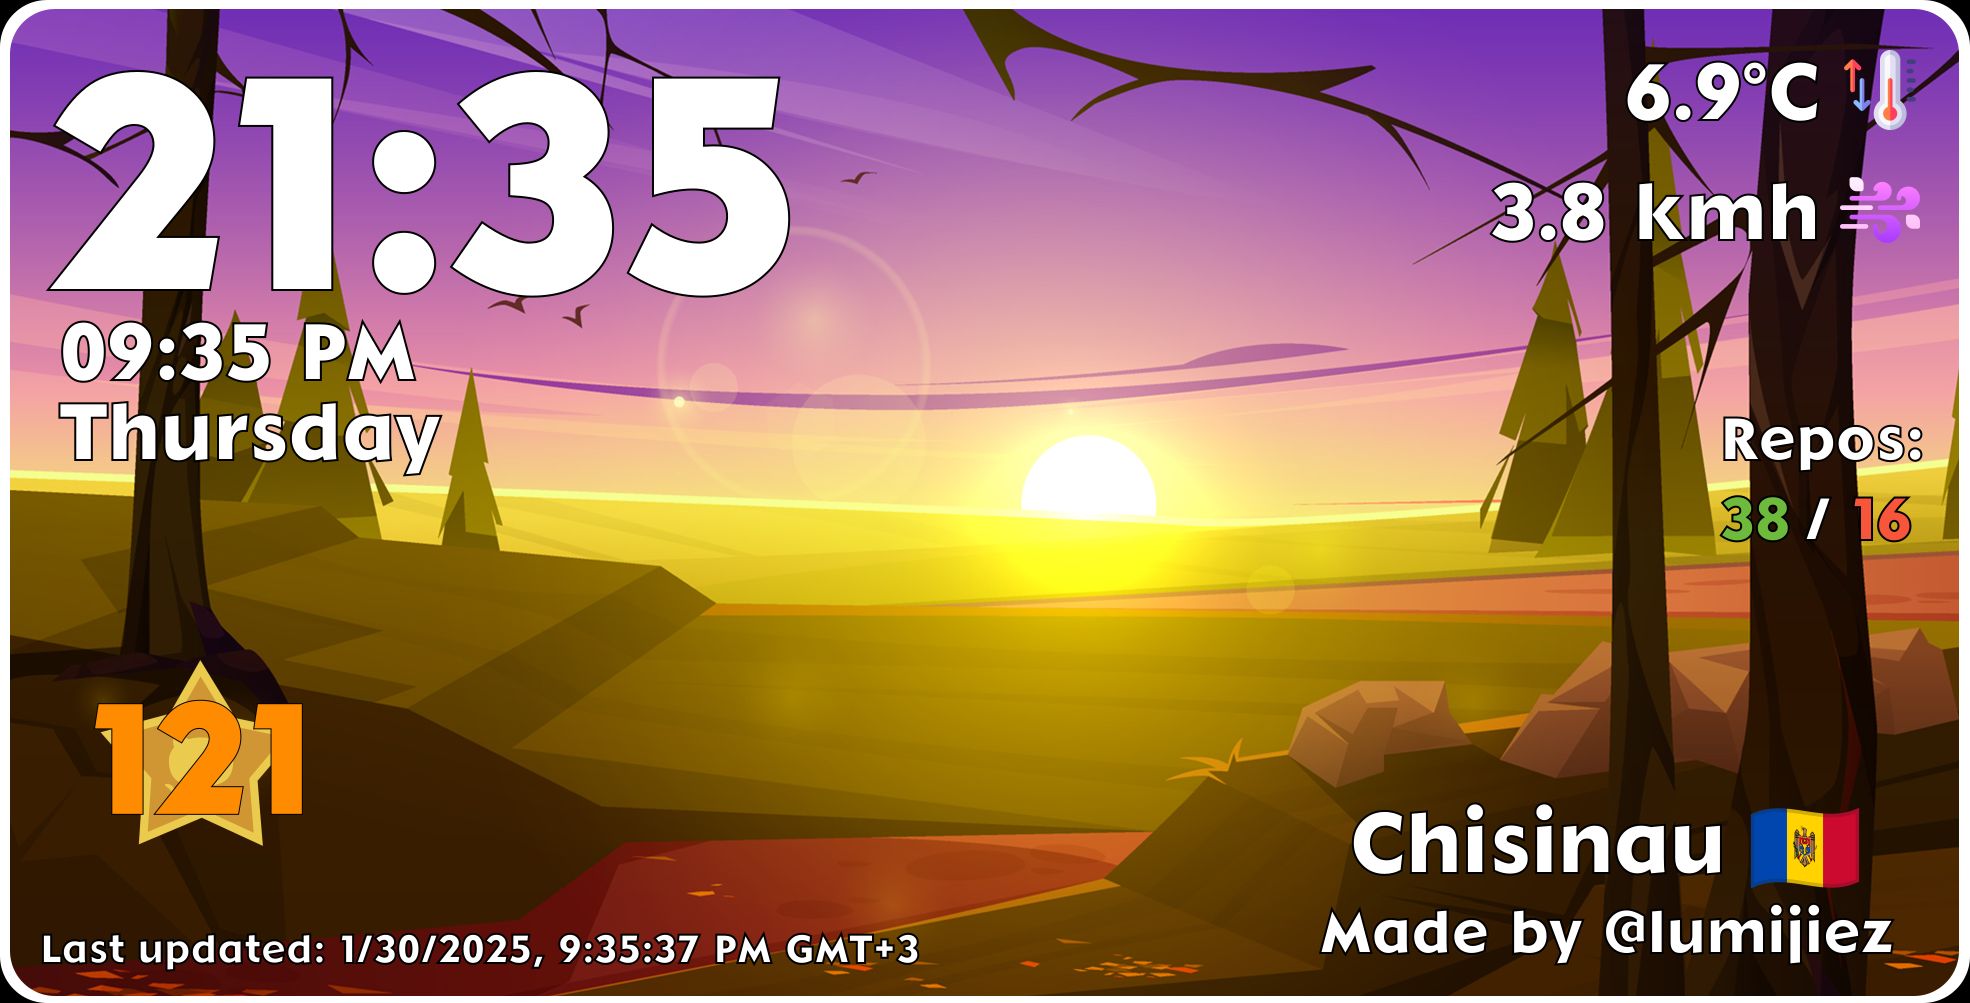 21:35
09:35 PM
Thursday
6.9°C
3.8 kmh
Repos:
38 / 16
121
Chisinau
Made by @lumijiez
Last updated: 1/30/2025, 9:35:37 PM GMT+3